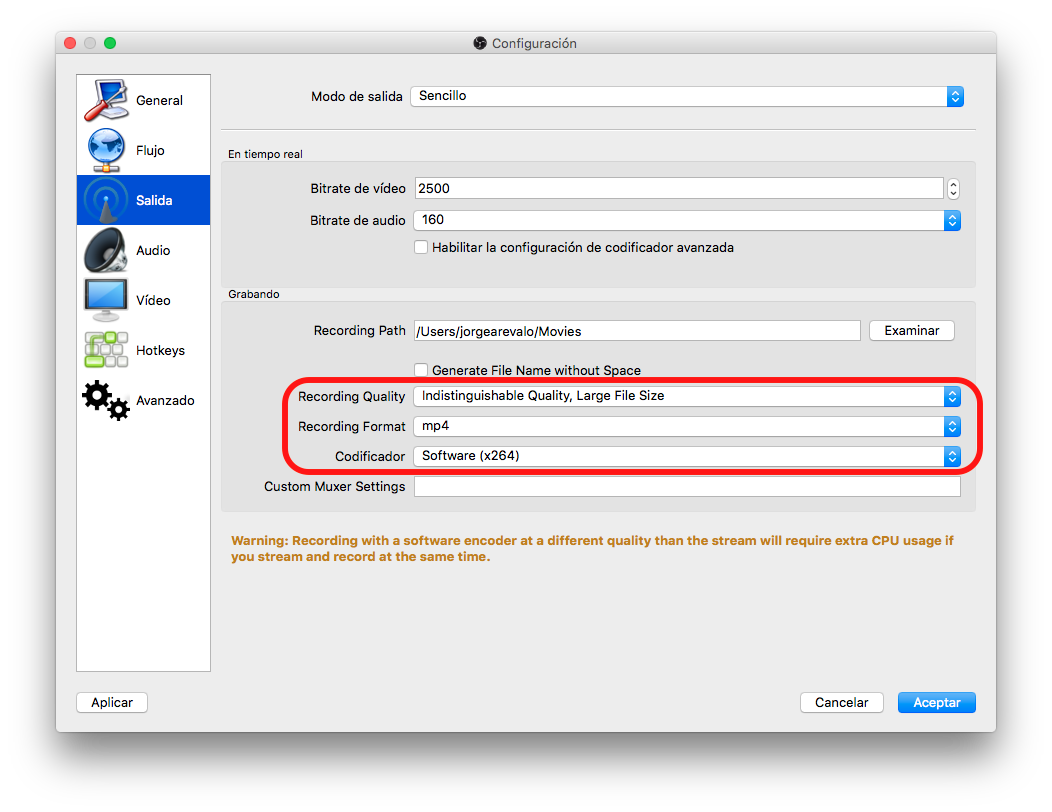 Configuración
General
Flujo
Salida
Audio
Vídeo
Hotkeys
Avanzado
Modo de salida Sencillo
En tiempo real
Bitrate de vídeo 2500
Bitrate de audio 160
Habilitar la configuración de codificador avanzada
Grabando
Recording Path /Users/jorgearevalo/Movies Examinar
Generate File Name without Space
Recording Quality Indistinguishable Quality, Large File Size
Recording Format mp4
Codificador Software (x264)
Custom Muxer Settings
Warning: Recording with a software encoder at a different quality than the stream will require extra CPU usage if
you stream and record at the same time.
Aplicar Cancelar Aceptar